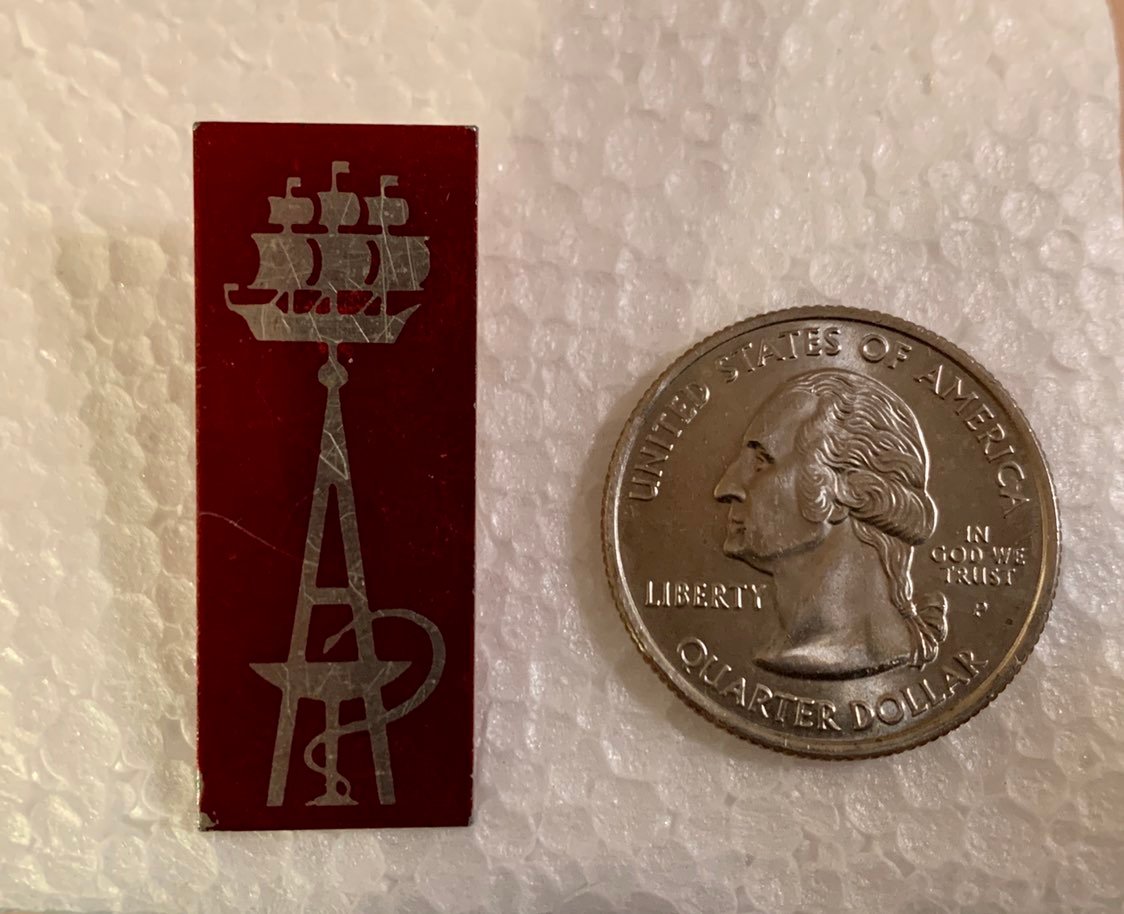 UNITED STATES OF AMERICA
LIBERTY
IN
GOD WE
TRUST
P
QUARTER DOLLAR